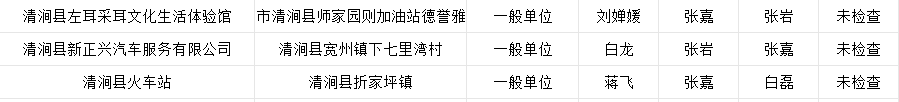 清涧县左耳采耳文化生活体验馆 市清涧县师家园则加油站德誉雅 一般单位 刘婵媛 张嘉 张岩 未检查
清涧县新正兴汽车服务有限公司 清涧县宽州镇下七里湾村 一般单位 白龙 张岩 张嘉 未检查
清涧县火车站 清涧县折家坪镇 一般单位 蒋飞 张嘉 白磊 未检查